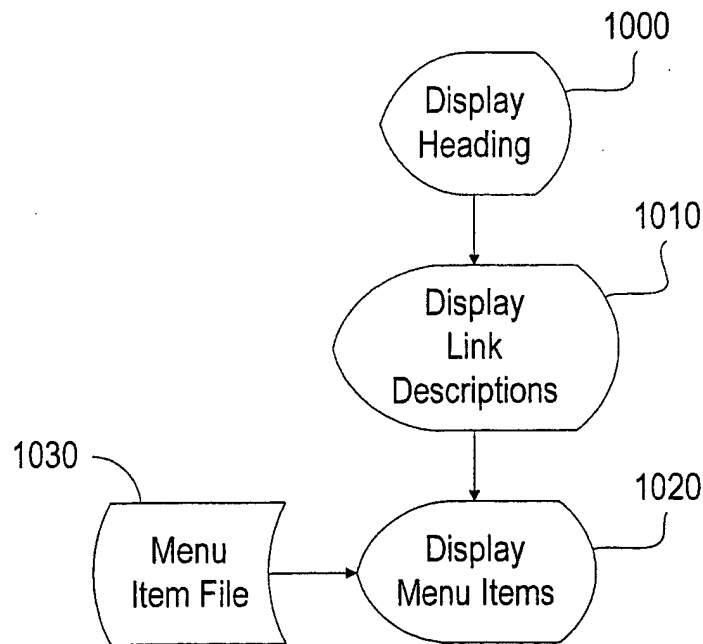 1000
Display
Heading
1010
Display
Link
Descriptions
1030
1020
Menu
Item File
Display
Menu Items